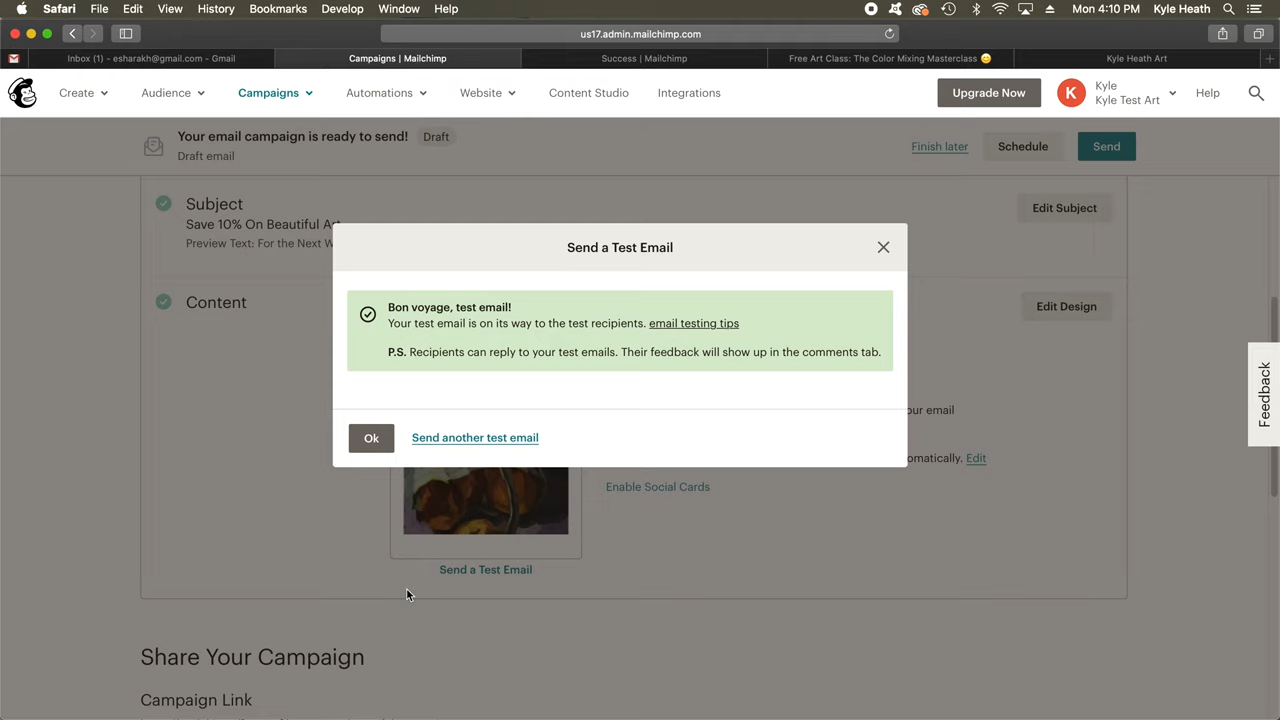 Safari File Edit View History Bookmarks Develop Window Help Mon 4:10 PM Kyle Heath
us17.admin.mailchimp.com
Inbox (1) - esharakh@gmail.com - Gmail Campaigns | Mailchimp Success | Mailchimp Free Art Class: The Color Mixing Masterclass 😊 Kyle Heath Art
Create Audience Campaigns Automations Website Content Studio Integrations Upgrade Now K Kyle Help
Kyle Test Art
Your email campaign is ready to send! Draft
Draft email
Finish later Schedule Send
Subject
Save 10% On Beautiful Ar
Preview Text: For the Next W
Edit Subject
Send a Test Email
Bon voyage, test email!
Your test email is on its way to the test recipients. email testing tips
P.S. Recipients can reply to your test emails. Their feedback will show up in the comments tab.
Ok Send another test email
Content Edit Design
our email
omatically. Edit
Enable Social Cards
Send a Test Email
Feedback
Share Your Campaign
Campaign Link